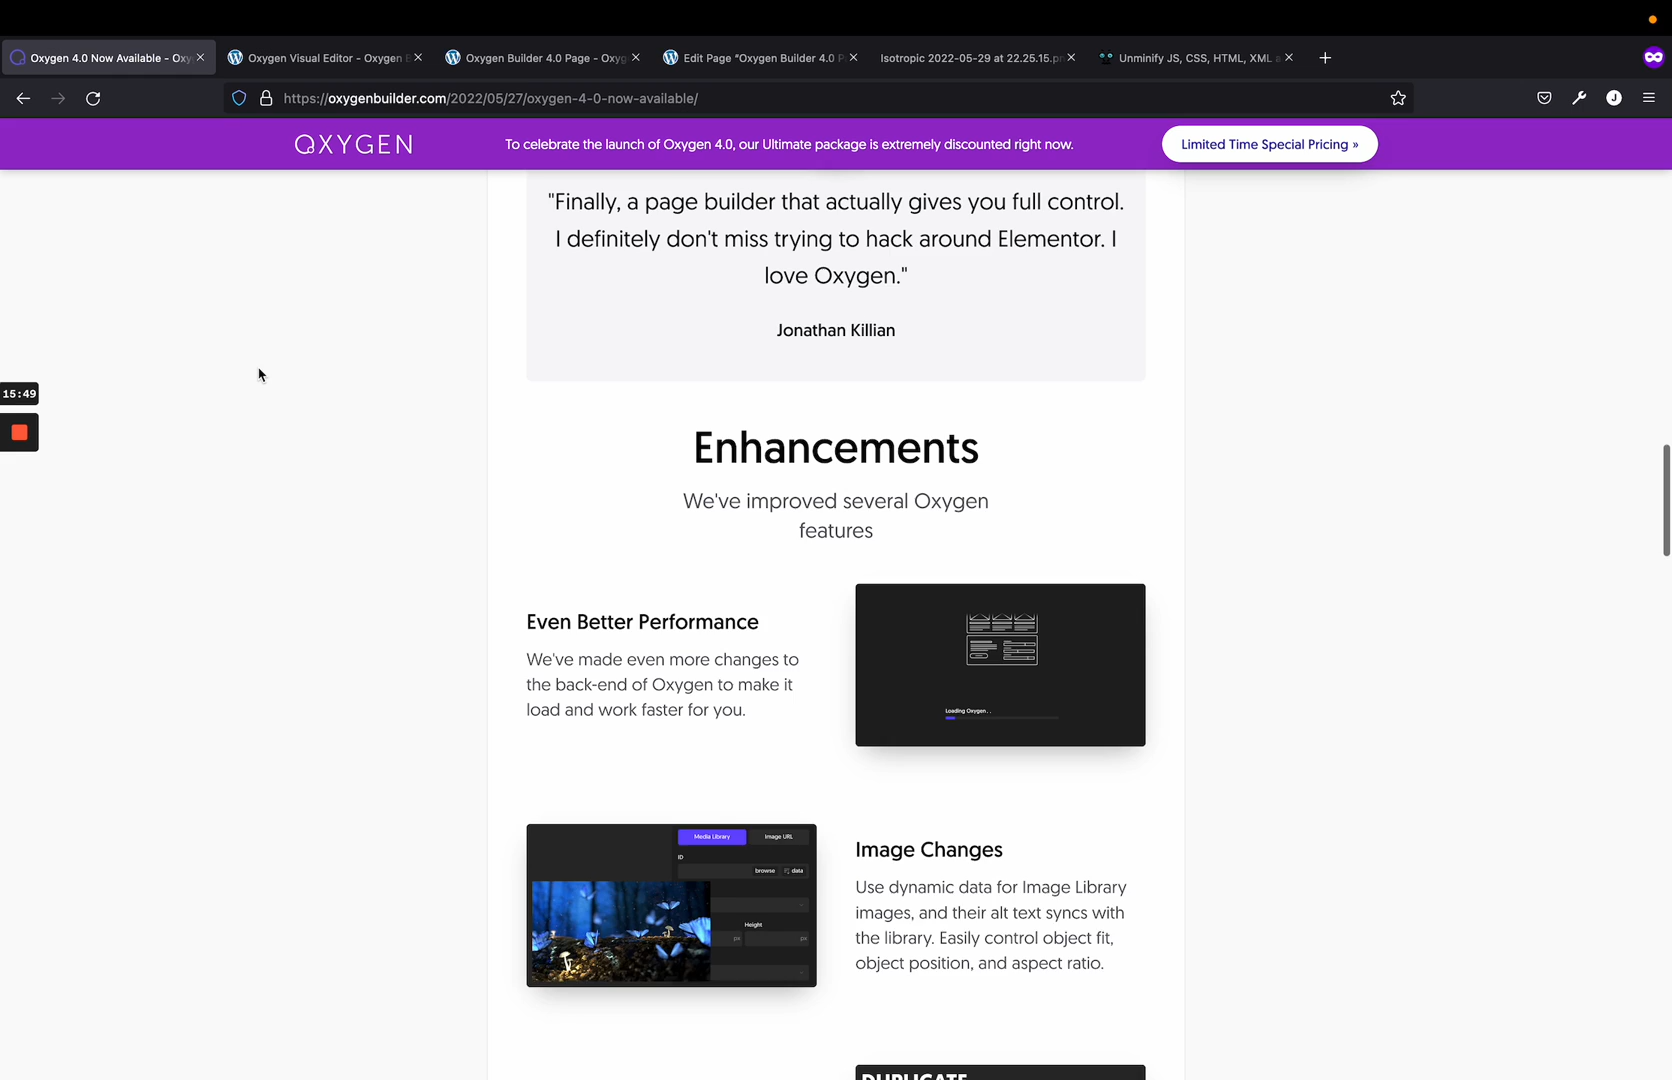 Oxygen 4.0 Now Available - Oxy
Oxygen Visual Editor - Oxygen
Oxygen Builder 4.0 Page - Oxyg
Edit Page "Oxygen Builder 4.0 P
Isotropic 2022-05-29 at 22.25.15.pr
Unminify JS, CSS, HTML, XML a
https://oxygenbuilder.com/2022/05/27/oxygen-4-0-now-available/
J
OXYGEN
To celebrate the launch of Oxygen 4.0, our Ultimate package is extremely discounted right now.
Limited Time Special Pricing »
"Finally, a page builder that actually gives you full control.
I definitely don't miss trying to hack around Elementor. I
love Oxygen."
Jonathan Killian
15:49
Enhancements
We've improved several Oxygen
features
Even Better Performance
We've made even more changes to
the back-end of Oxygen to make it
load and work faster for you.
Loading Oxygen . .
Media Library
Image URL
ID
browse
data
Height
px
px
Image Changes
Use dynamic data for Image Library
images, and their alt text syncs with
the library. Easily control object fit,
object position, and aspect ratio.
DUPLICATE